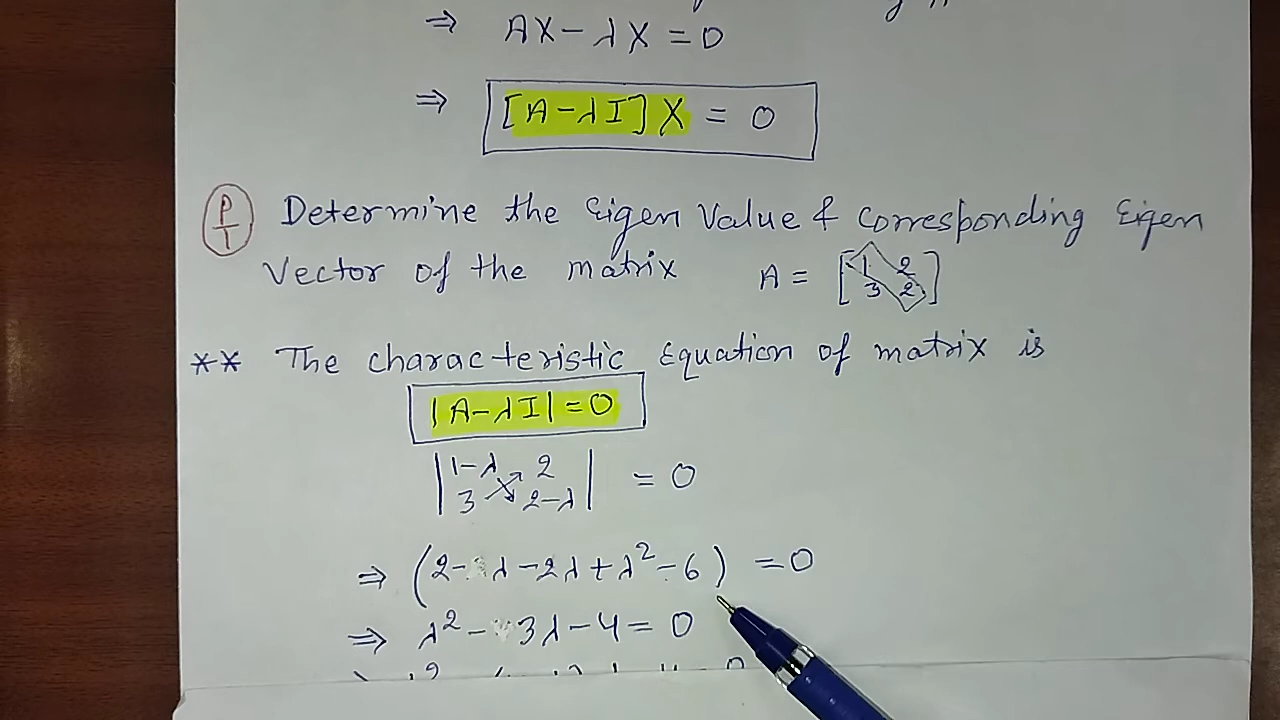 ⇒ AX - λX = 0
⇒ [A - λI] X = 0
P/1 Determine the Eigen Value & corresponding Eigen
Vector of the matrix A = [1 2
3 2]
** The characteristic Equation of matrix is
|A - λI| = 0
|1-λ 2
3 2-λ| = 0
⇒ (2 - λ - 2λ + λ² - 6) = 0
⇒ λ² - 3λ - 4 = 0